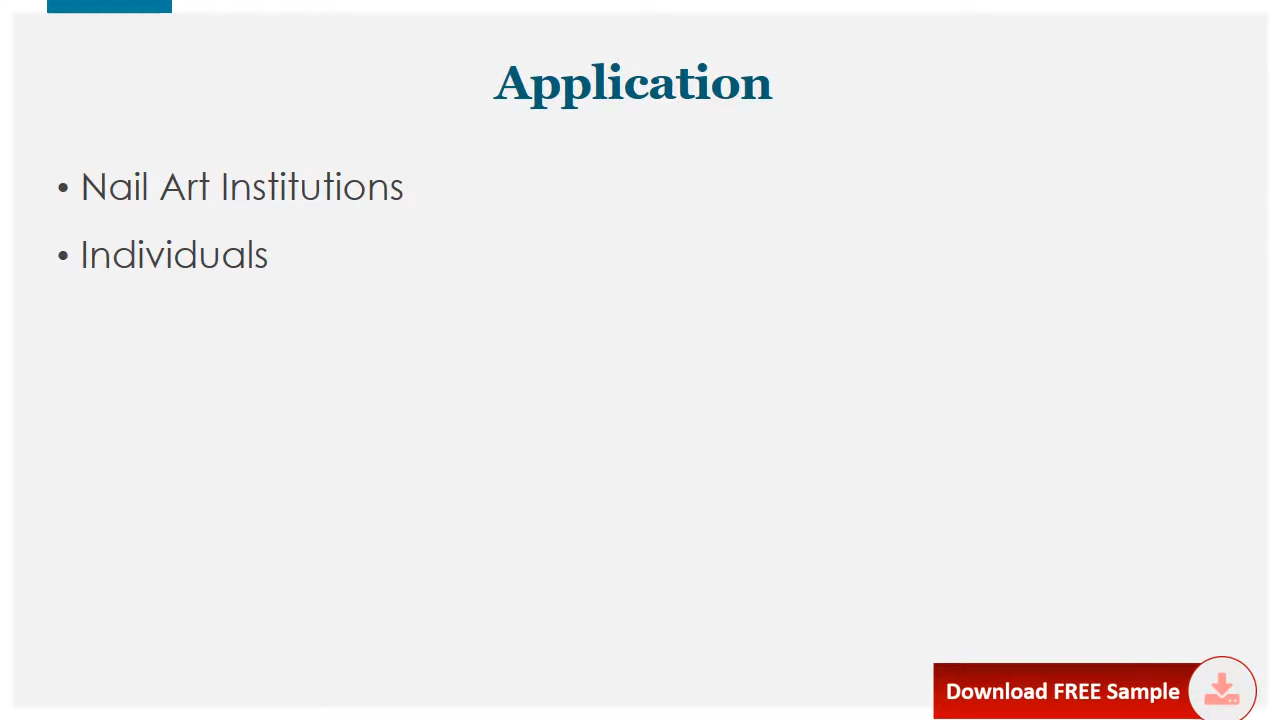 Application
• Nail Art Institutions
• Individuals
Download FREE Sample